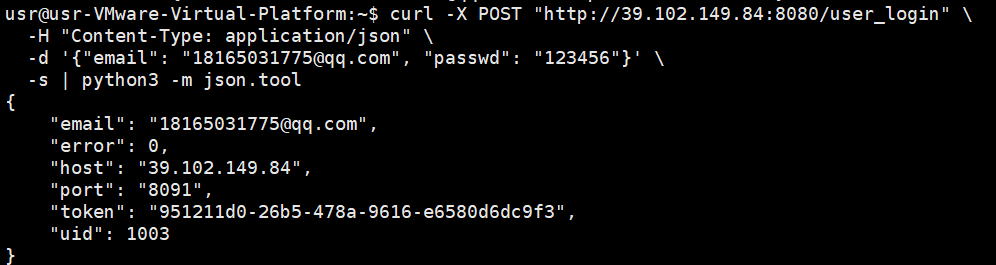 usr@usr-VMware-Virtual-Platform:~$ curl -X POST "http://39.102.149.84:8080/user_login" \
  -H "Content-Type: application/json" \
  -d '{"email": "18165031775@qq.com", "passwd": "123456"}' \
  -s | python3 -m json.tool
{
    "email": "18165031775@qq.com",
    "error": 0,
    "host": "39.102.149.84",
    "port": "8091",
    "token": "951211d0-26b5-478a-9616-e6580d6dc9f3",
    "uid": 1003
}